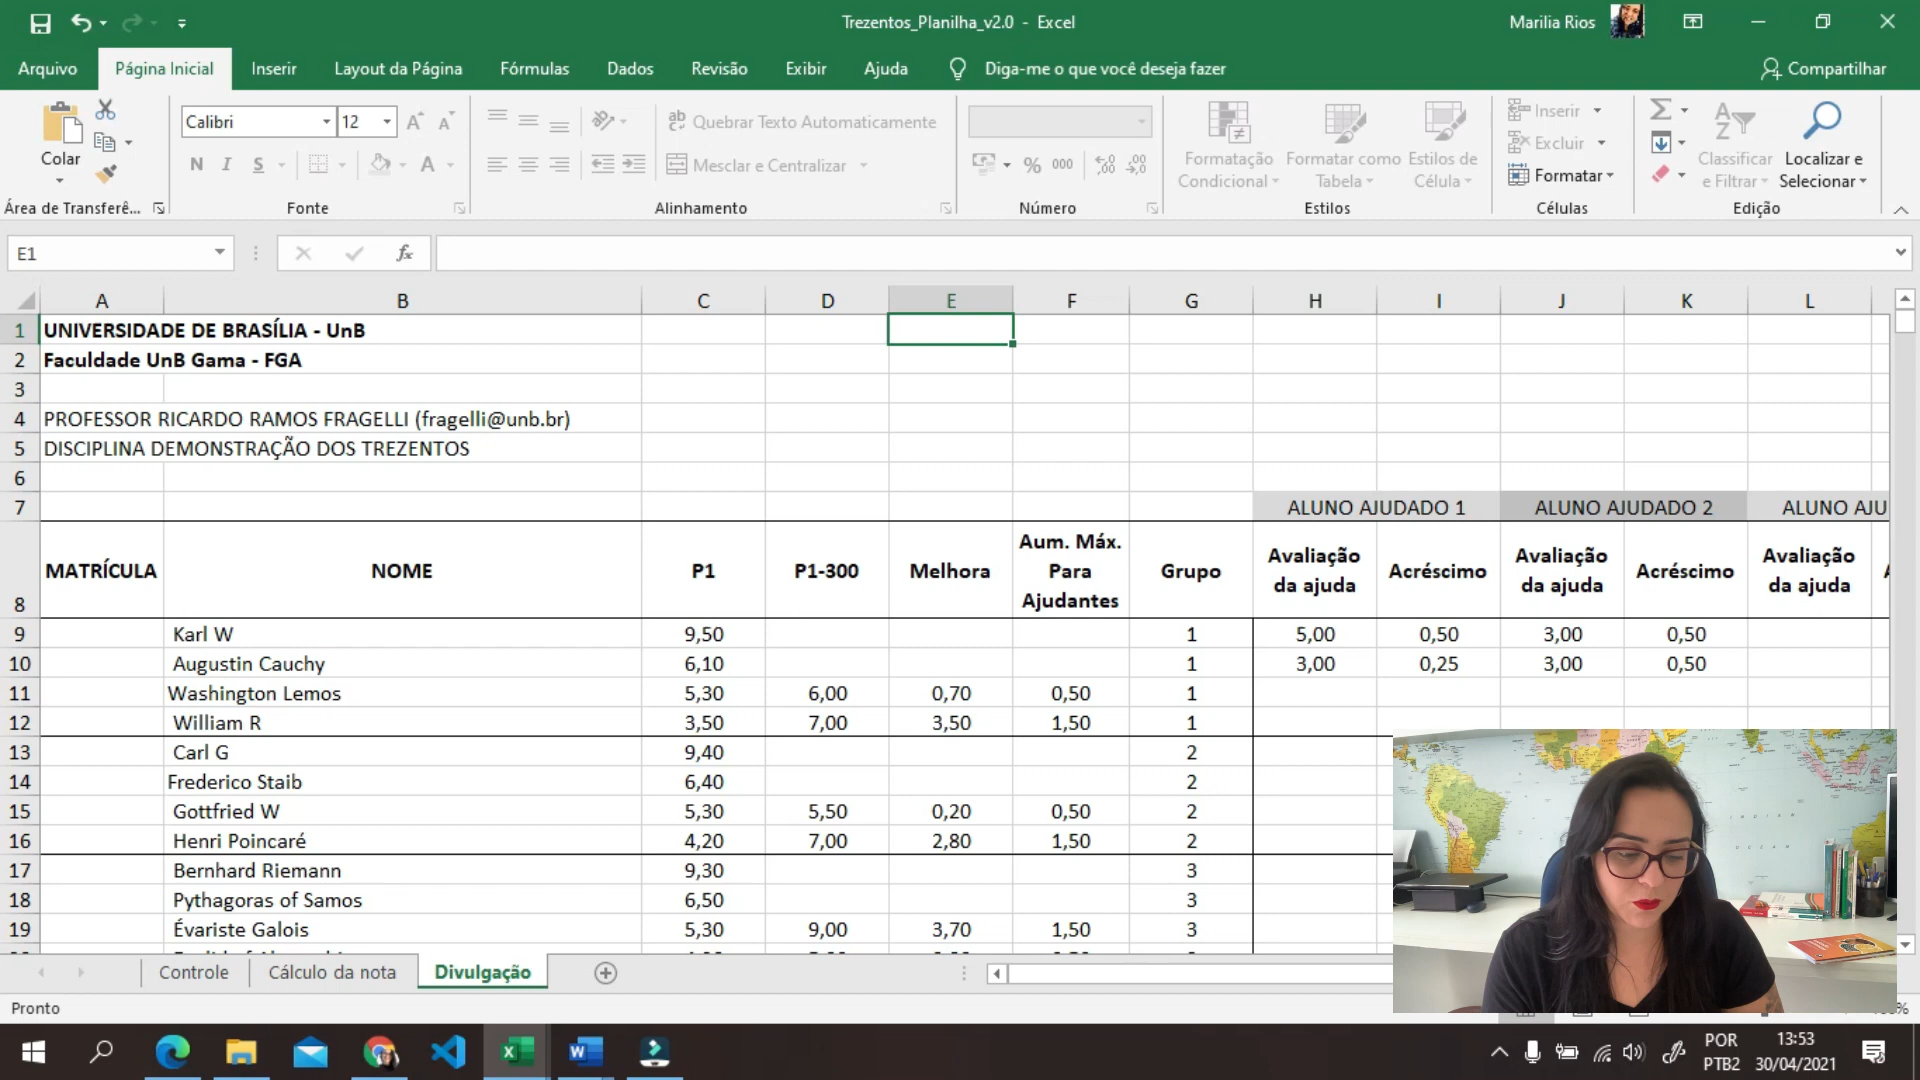 Trezentos_Planilha_v2.0 - Excel
Marilia Rios
Arquivo Página Inicial Inserir Layout da Página Fórmulas Dados Revisão Exibir Ajuda Diga-me o que você deseja fazer Compartilhar
Calibri 12 Quebrar Texto Automaticamente Inserir
Colar N I S Mesclar e Centralizar % 000 Formatação Condicional Formatar como Tabela Estilos de Célula Excluir Formatar Classificar e Filtrar Localizar e Selecionar
Área de Transferê... Fonte Alinhamento Número Estilos Células Edição
E1 fx
A B C D E F G H I J K L
1 UNIVERSIDADE DE BRASÍLIA - UnB
2 Faculdade UnB Gama - FGA
3
4 PROFESSOR RICARDO RAMOS FRAGELLI (fragelli@unb.br)
5 DISCIPLINA DEMONSTRAÇÃO DOS TREZENTOS
6
7 ALUNO AJUDADO 1 ALUNO AJUDADO 2 ALUNO AJU
8 MATRÍCULA NOME P1 P1-300 Melhora Aum. Máx. Para Ajudantes Grupo Avaliação da ajuda Acréscimo Avaliação da ajuda Acréscimo Avaliação da ajuda
9 Karl W 9,50 1 5,00 0,50 3,00 0,50
10 Augustin Cauchy 6,10 1 3,00 0,25 3,00 0,50
11 Washington Lemos 5,30 6,00 0,70 0,50 1
12 William R 3,50 7,00 3,50 1,50 1
13 Carl G 9,40 2
14 Frederico Staib 6,40 2
15 Gottfried W 5,30 5,50 0,20 0,50 2
16 Henri Poincaré 4,20 7,00 2,80 1,50 2
17 Bernhard Riemann 9,30 3
18 Pythagoras of Samos 6,50 3
19 Évariste Galois 5,30 9,00 3,70 1,50 3
Controle Cálculo da nota Divulgação
Pronto
POR
PTB2
13:53
30/04/2021